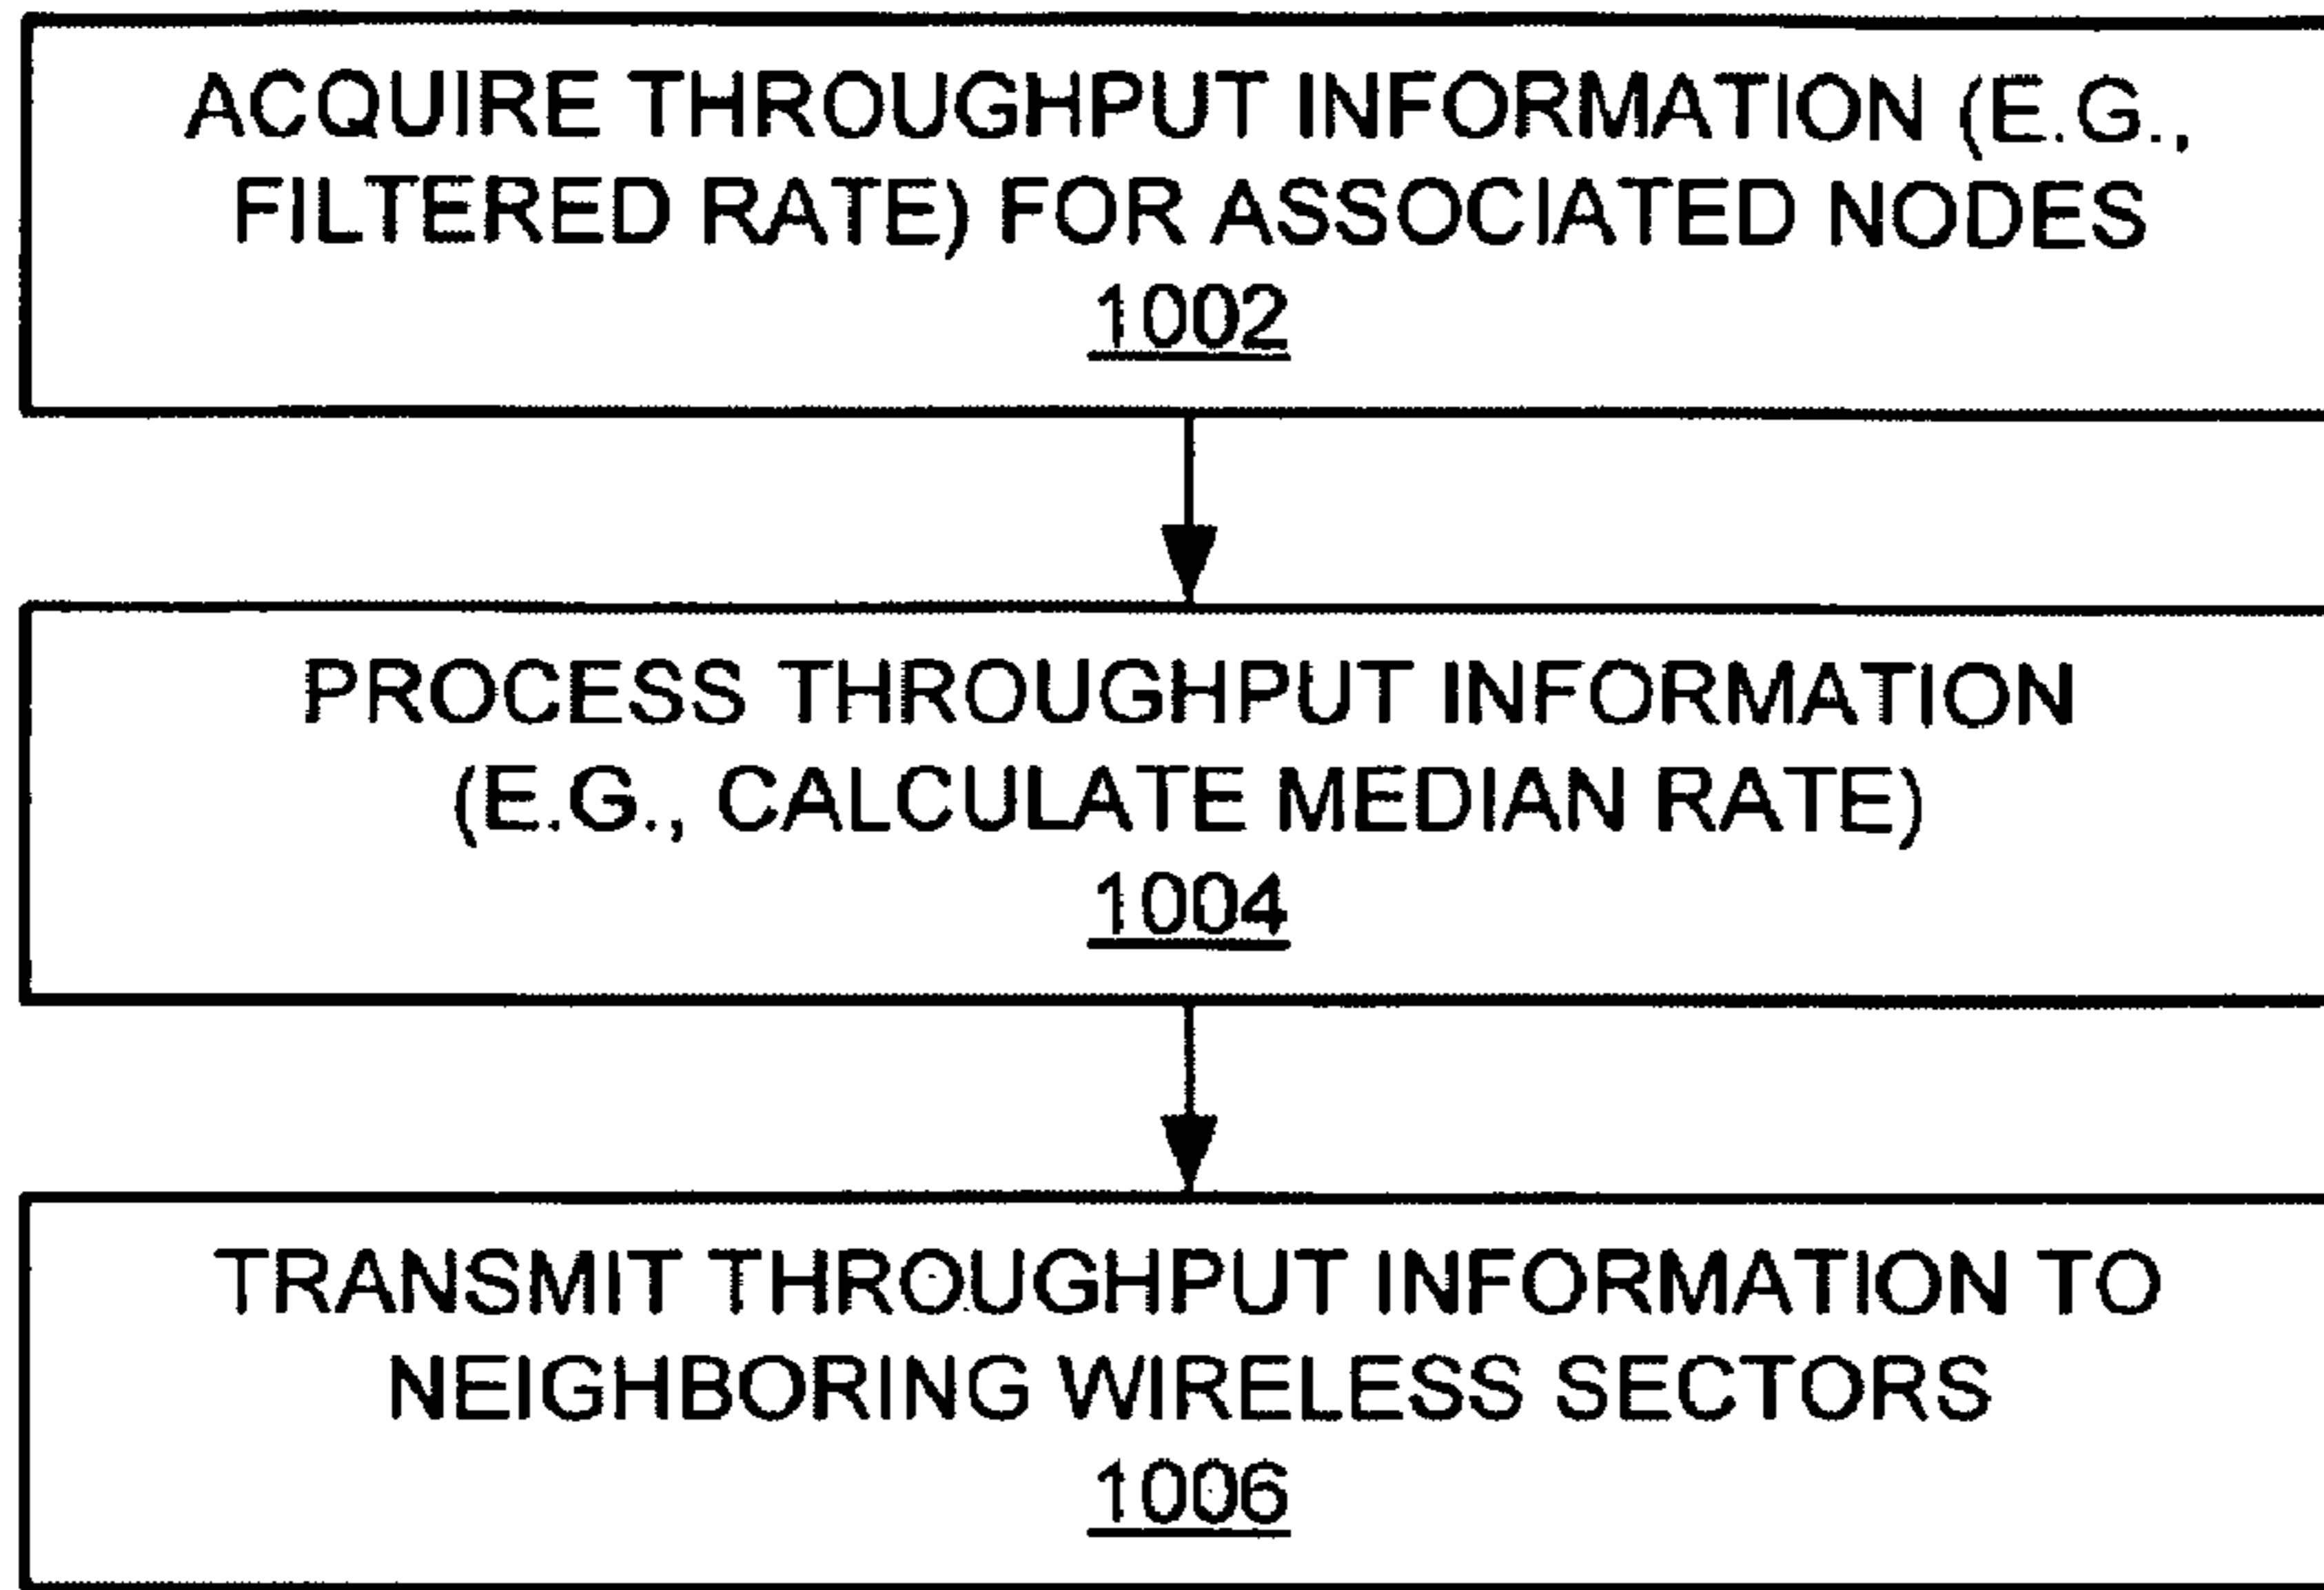 ACQUIRE THROUGHPUT INFORMATION (E.G.,
FILTERED RATE) FOR ASSOCIATED NODES
1002
PROCESS THROUGHPUT INFORMATION
(E.G., CALCULATE MEDIAN RATE)
1004
TRANSMIT THROUGHPUT INFORMATION TO
NEIGHBORING WIRELESS SECTORS
1006